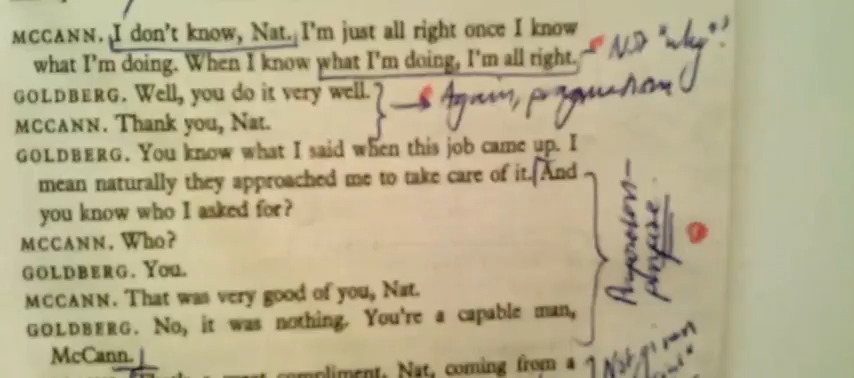 MCCANN. I don't know, Nat. I'm just all right once I know
what I'm doing. When I know what I'm doing, I'm all right.
Not "why"!
GOLDBERG. Well, you do it very well.
Again, pragmatism
MCCANN. Thank you, Nat.
GOLDBERG. You know what I said when this job came up. I
mean naturally they approached me to take care of it. And
you know who I asked for?
MCCANN. Who?
GOLDBERG. You.
MCCANN. That was very good of you, Nat.
GOLDBERG. No, it was nothing. You're a capable man,
McCann.
compliment, Nat, coming from a
Not given